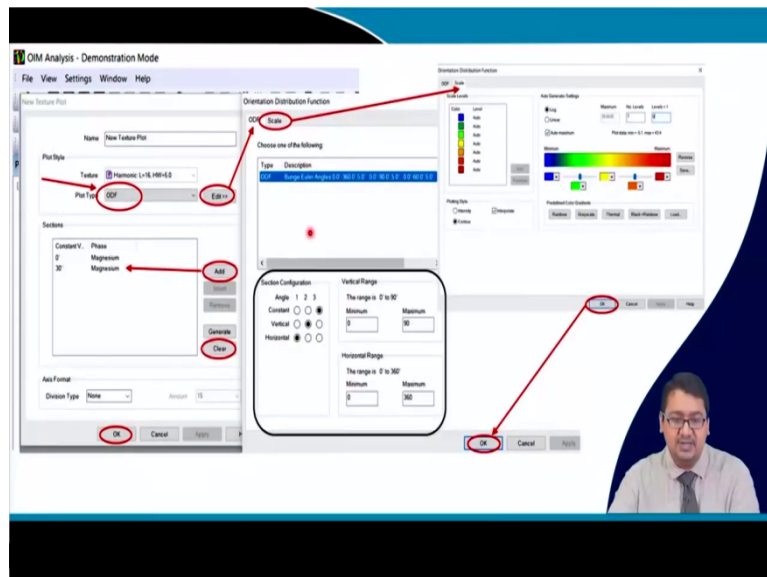 OIM Analysis - Demonstration Mode
File View Settings Window Help
New Texture Plot
Name New Texture Plot
Plot Style
Texture Harmonic: L=16, HW=5.0
Plot Type ODF
Edit >>
Sections
Constant V.. Phase
0° Magnesium
30° Magnesium
Add
Remove
Generate
Clear
Axis Format
Division Type None
Amount 15
OK Cancel Apply H
Orientation Distribution Function
ODF Scale
Choose one of the following:
Type Description
ODF Bunge Euler Angles
Section Configuration
Angle 1 2 3
Constant
Vertical
Horizontal
Vertical Range
The range is 0° to 90°
Minimum Maximum
0 90
Horizontal Range
The range is 0° to 360°
Minimum Maximum
0 360
OK Cancel Apply
Orientation Distribution Function
ODF Scale
Scale Levels
Color Level
Auto
Auto
Auto
Auto
Auto
Auto
Auto
Plotting Style
Intensity
Interpolate
Contour
Auto Generate Settings
Log
Linear
Auto maximum
Maximum No. Levels Levels < 1
Minimum Maximum
Predefined Color Gradients
Rainbow Grayscale Thermal Black->Rainbow Load...
OK Cancel Apply Help